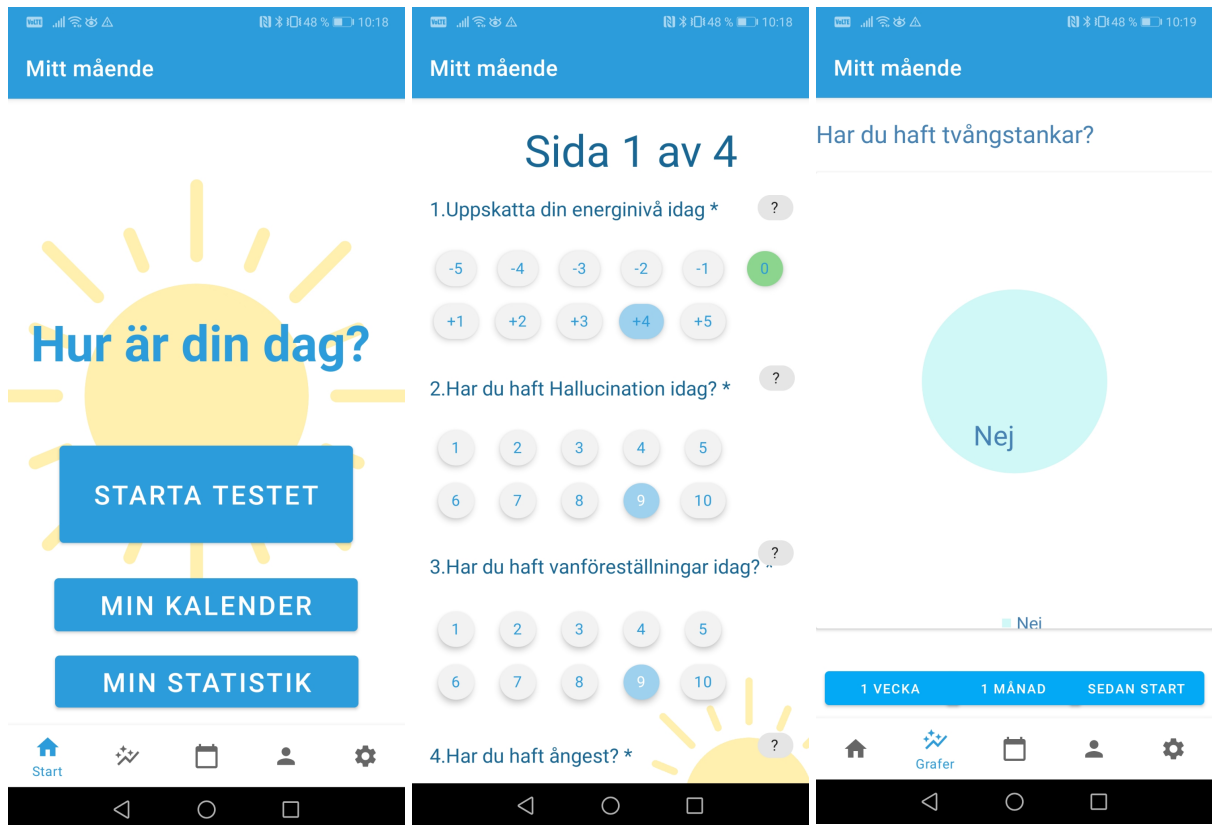 VoLTE 48 % 10:18
Mitt mående
Hur är din dag?
STARTA TESTET
MIN KALENDER
MIN STATISTIK
Start
VoLTE 48 % 10:18
Mitt mående
Sida 1 av 4
1.Uppskatta din energinivå idag * ?
-5 -4 -3 -2 -1 0
+1 +2 +3 +4 +5
2.Har du haft Hallucination idag? * ?
1 2 3 4 5
6 7 8 9 10
3.Har du haft vanföreställningar idag? * ?
1 2 3 4 5
6 7 8 9 10
4.Har du haft ångest? * ?
VoLTE 48 % 10:19
Mitt mående
Har du haft tvångstankar?
Nej
Nej
1 VECKA 1 MÅNAD SEDAN START
Grafer